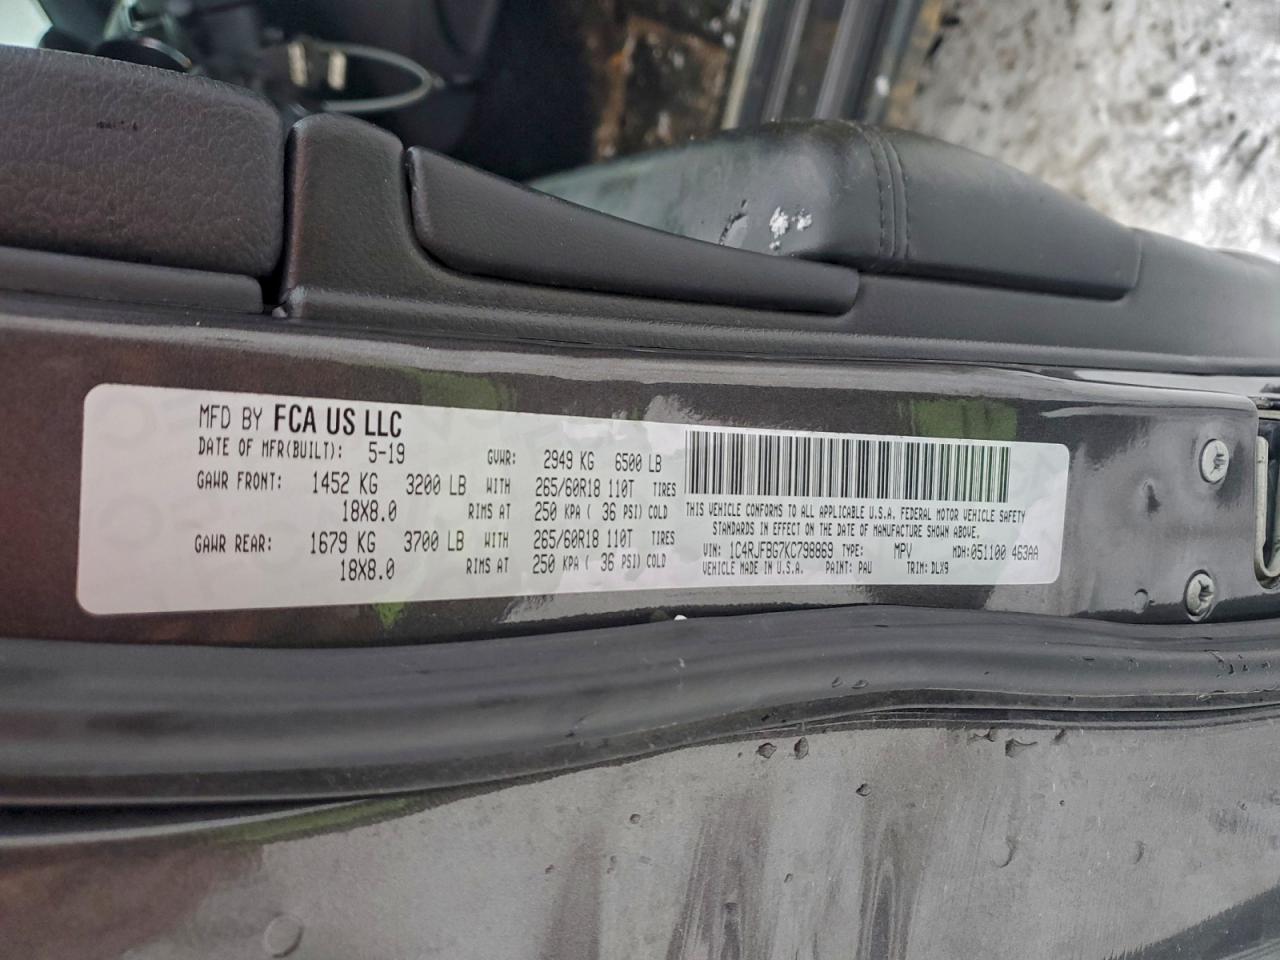 MFD BY FCA US LLC
DATE OF MFR(BUILT): 5-19 GVWR: 2949 KG 6500 LB
GAWR FRONT: 1452 KG 3200 LB WITH 265/60R18 110T TIRES
18X8.0 RIMS AT 250 KPA ( 36 PSI) COLD
GAWR REAR: 1679 KG 3700 LB WITH 265/60R18 110T TIRES
18X8.0 RIMS AT 250 KPA ( 36 PSI) COLD
THIS VEHICLE CONFORMS TO ALL APPLICABLE U.S.A. FEDERAL MOTOR VEHICLE SAFETY
STANDARDS IN EFFECT ON THE DATE OF MANUFACTURE SHOWN ABOVE.
VIN: 1C4RJFBG7KC798869 TYPE: MPV MDH: 051100 463AA
VEHICLE MADE IN U.S.A. PAINT: PAU TRIM: DLX9